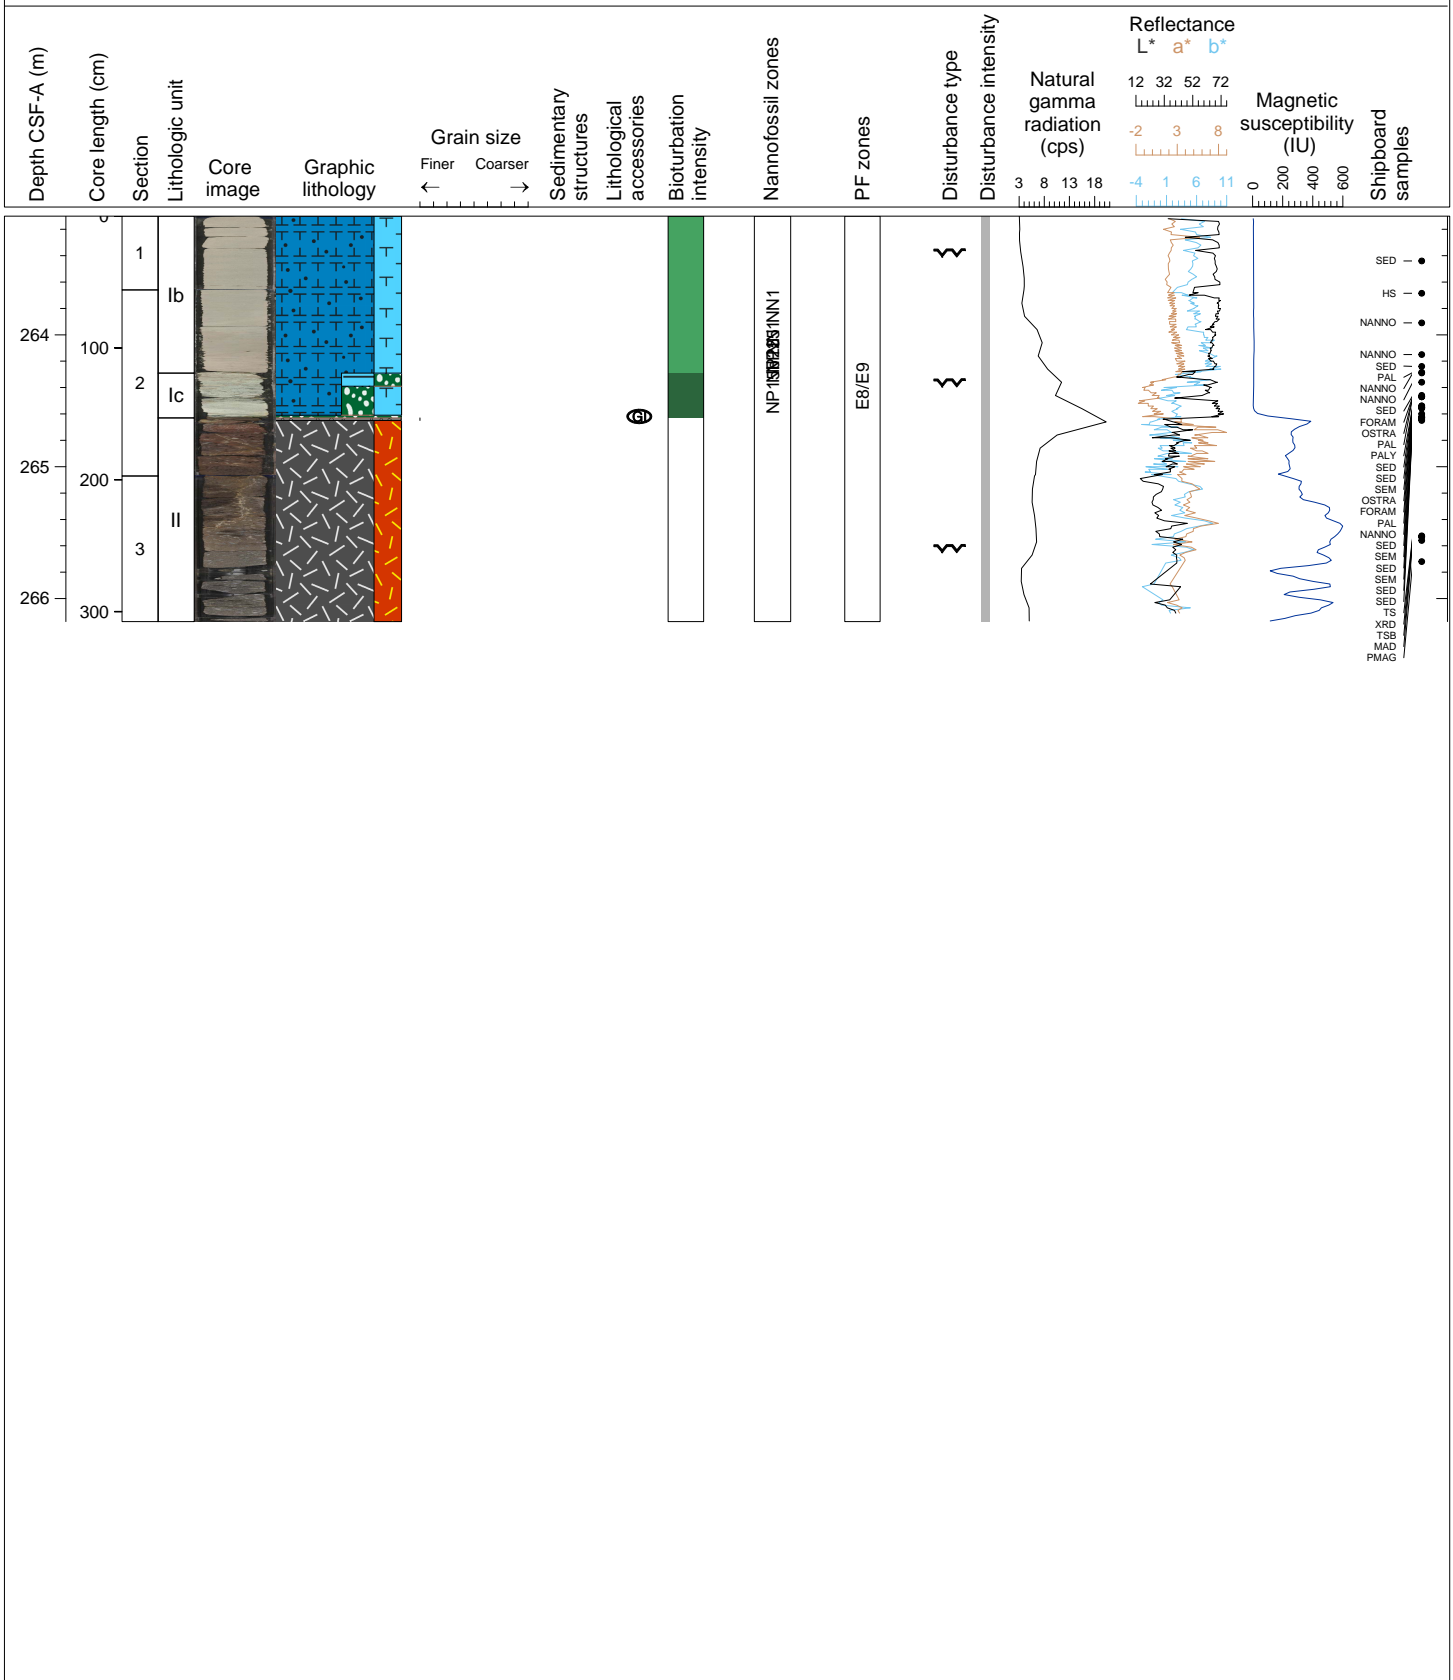 Depth CSF-A (m)
Core length (cm)
Section
Lithologic unit
Core
image
Graphic
lithology
Grain size
Finer Coarser
← →
Sedimentary
structures
Lithological
accessories
Bioturbation
intensity
Nannofossil zones
PF zones
Disturbance type
Disturbance intensity
Natural
gamma
radiation
(cps)
3 8 13 18
Reflectance
L* a* b*
12 32 52 72
-2 3 8
-4 1 6 11
Magnetic
susceptibility
(IU)
0 200 400 600
Shipboard
samples
0
100
200
300
264
265
266
1
2
3
Ib
Ic
II
E8/E9
SED
HS
NANNO
NANNO
SED
PAL
NANNO
NANNO
SED
FORAM
OSTRA
PAL
PALY
SED
SED
SEM
OSTRA
FORAM
PAL
NANNO
SED
SEM
SED
SEM
SED
SED
TS
XRD
TSB
MAD
PMAG